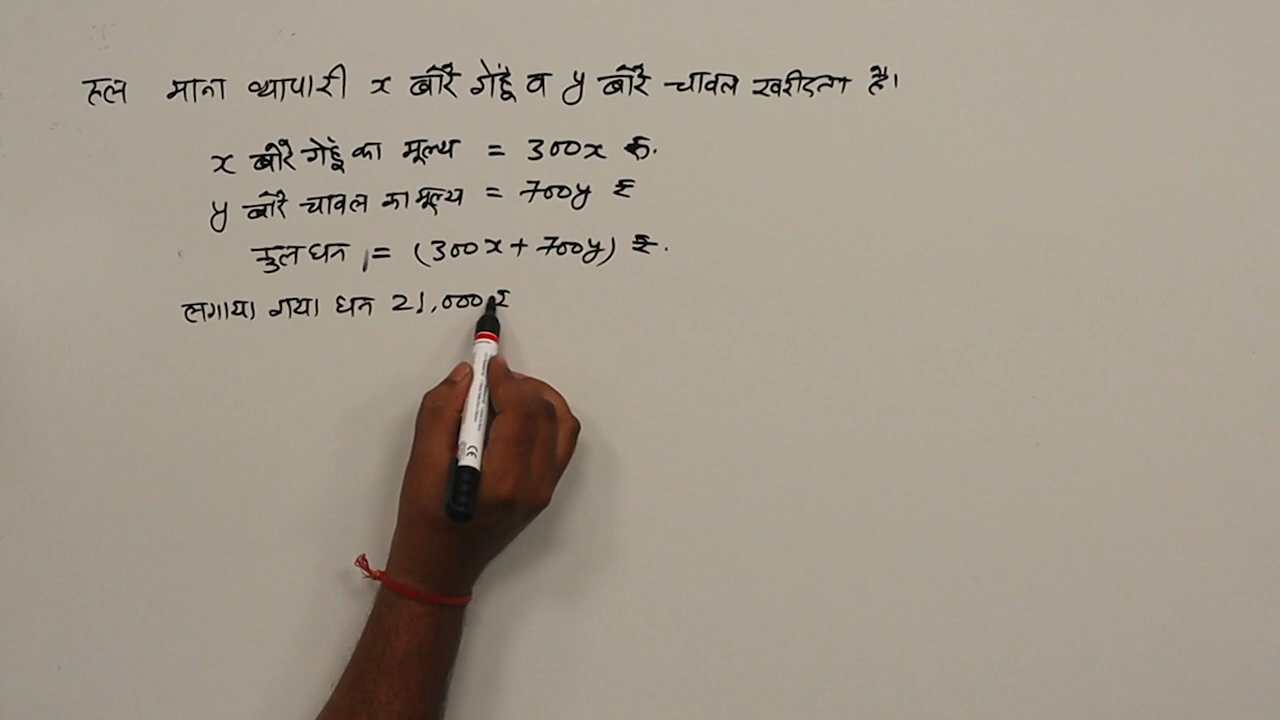 हल माना व्यापारी x बोरे गेहूँ व y बोरे चावल खरीदता है।
x बोरे गेहूँ का मूल्य = 300x रु.
y बोरे चावल का मूल्य = 700y ₹
कुल धन = (300x + 700y) ₹.
लगाया गया धन 21,000 ₹